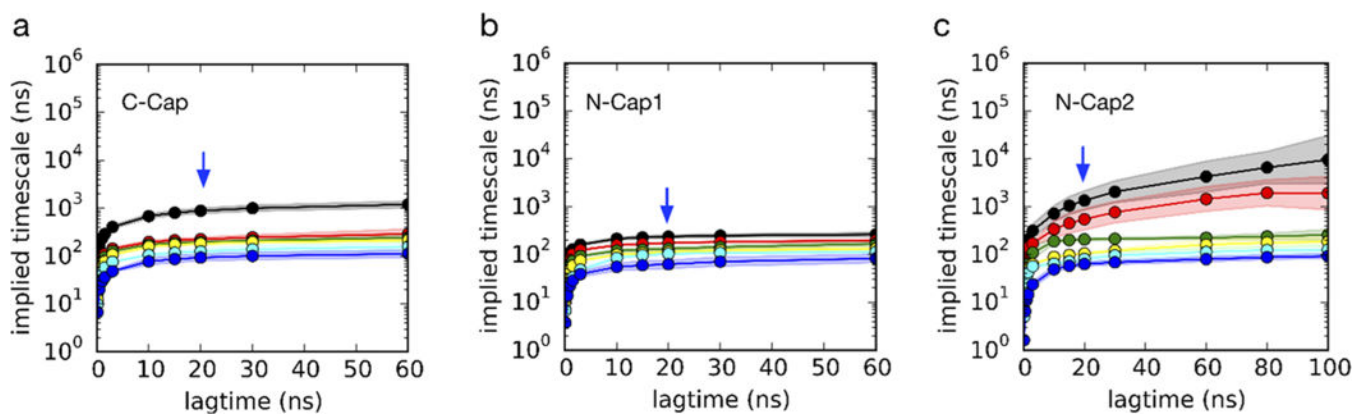 a
implied timescale (ns)
10⁶
10⁵
10⁴
10³
10²
10¹
10⁰
C-Cap
0 10 20 30 40 50 60
lagtime (ns)
b
implied timescale (ns)
10⁶
10⁵
10⁴
10³
10²
10¹
10⁰
N-Cap1
0 10 20 30 40 50 60
lagtime (ns)
c
implied timescale (ns)
10⁶
10⁵
10⁴
10³
10²
10¹
10⁰
N-Cap2
0 20 40 60 80 100
lagtime (ns)